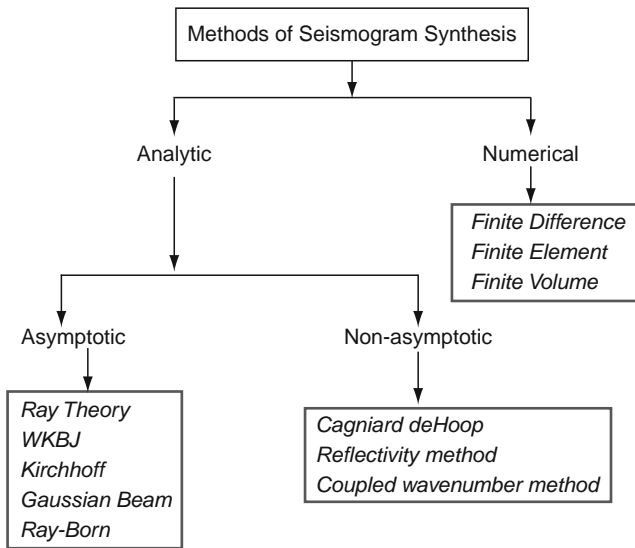 Methods of Seismogram Synthesis
Analytic
Numerical
Finite Difference
Finite Element
Finite Volume
Asymptotic
Non-asymptotic
Ray Theory
WKBJ
Kirchhoff
Gaussian Beam
Ray-Born
Cagniard deHoop
Reflectivity method
Coupled wavenumber method